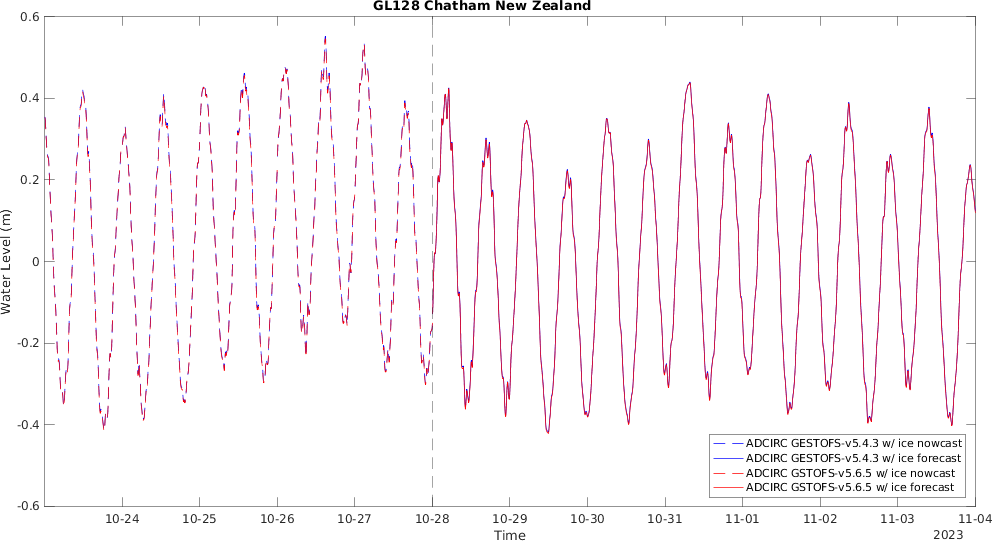 GL128 Chatham New Zealand
0.6
0.4
0.2
0
-0.2
-0.4
-0.6
Water Level (m)
ADCIRC GESTOFS-v5.4.3 w/ ice nowcast
ADCIRC GESTOFS-v5.4.3 w/ ice forecast
ADCIRC GSTOFS-v5.6.5 w/ ice nowcast
ADCIRC GSTOFS-v5.6.5 w/ ice forecast
10-24 10-25 10-26 10-27 10-28 10-29 10-30 10-31 11-01 11-02 11-03 11-04
Time
2023